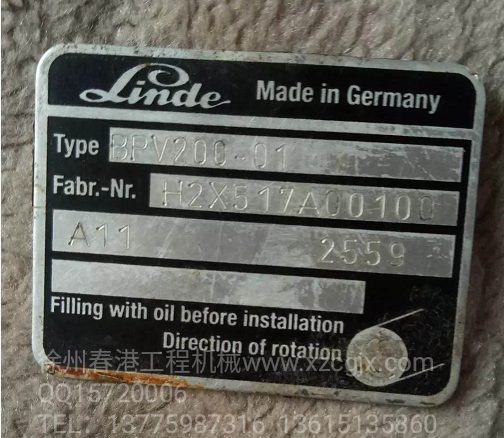 Linde Made in Germany
Type BPV200-01
Fabr.-Nr. H2X517A00100
A11 2559
Filling with oil before installation
Direction of rotation
徐州春港工程机械www.xzcgjx.com
QQ15720006
TEL: 13775987316 13615135860